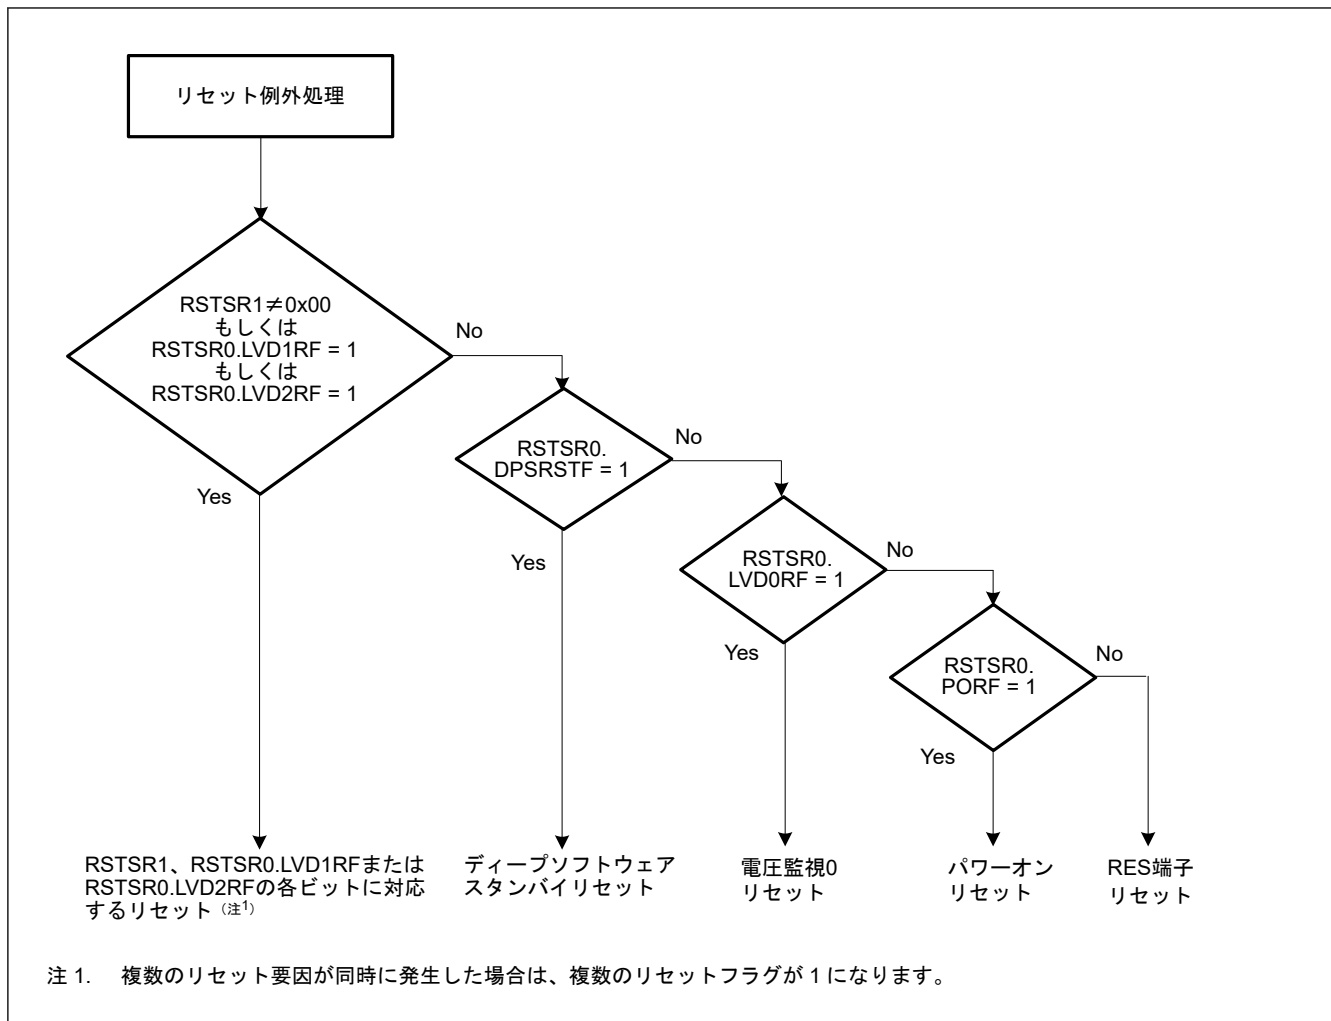 リセット例外処理
RSTSR1≠0x00
もしくは
RSTSR0.LVD1RF = 1
もしくは
RSTSR0.LVD2RF = 1
No
Yes
RSTSR0.
DPSRSTF = 1
No
Yes
RSTSR0.
LVD0RF = 1
No
Yes
RSTSR0.
PORF = 1
No
Yes
RSTSR1、RSTSR0.LVD1RFまたは
RSTSR0.LVD2RFの各ビットに対応
するリセット（注1）
ディープソフトウェア
スタンバイリセット
電圧監視0
リセット
パワーオン
リセット
RES端子
リセット
注 1. 複数のリセット要因が同時に発生した場合は、複数のリセットフラグが 1 になります。